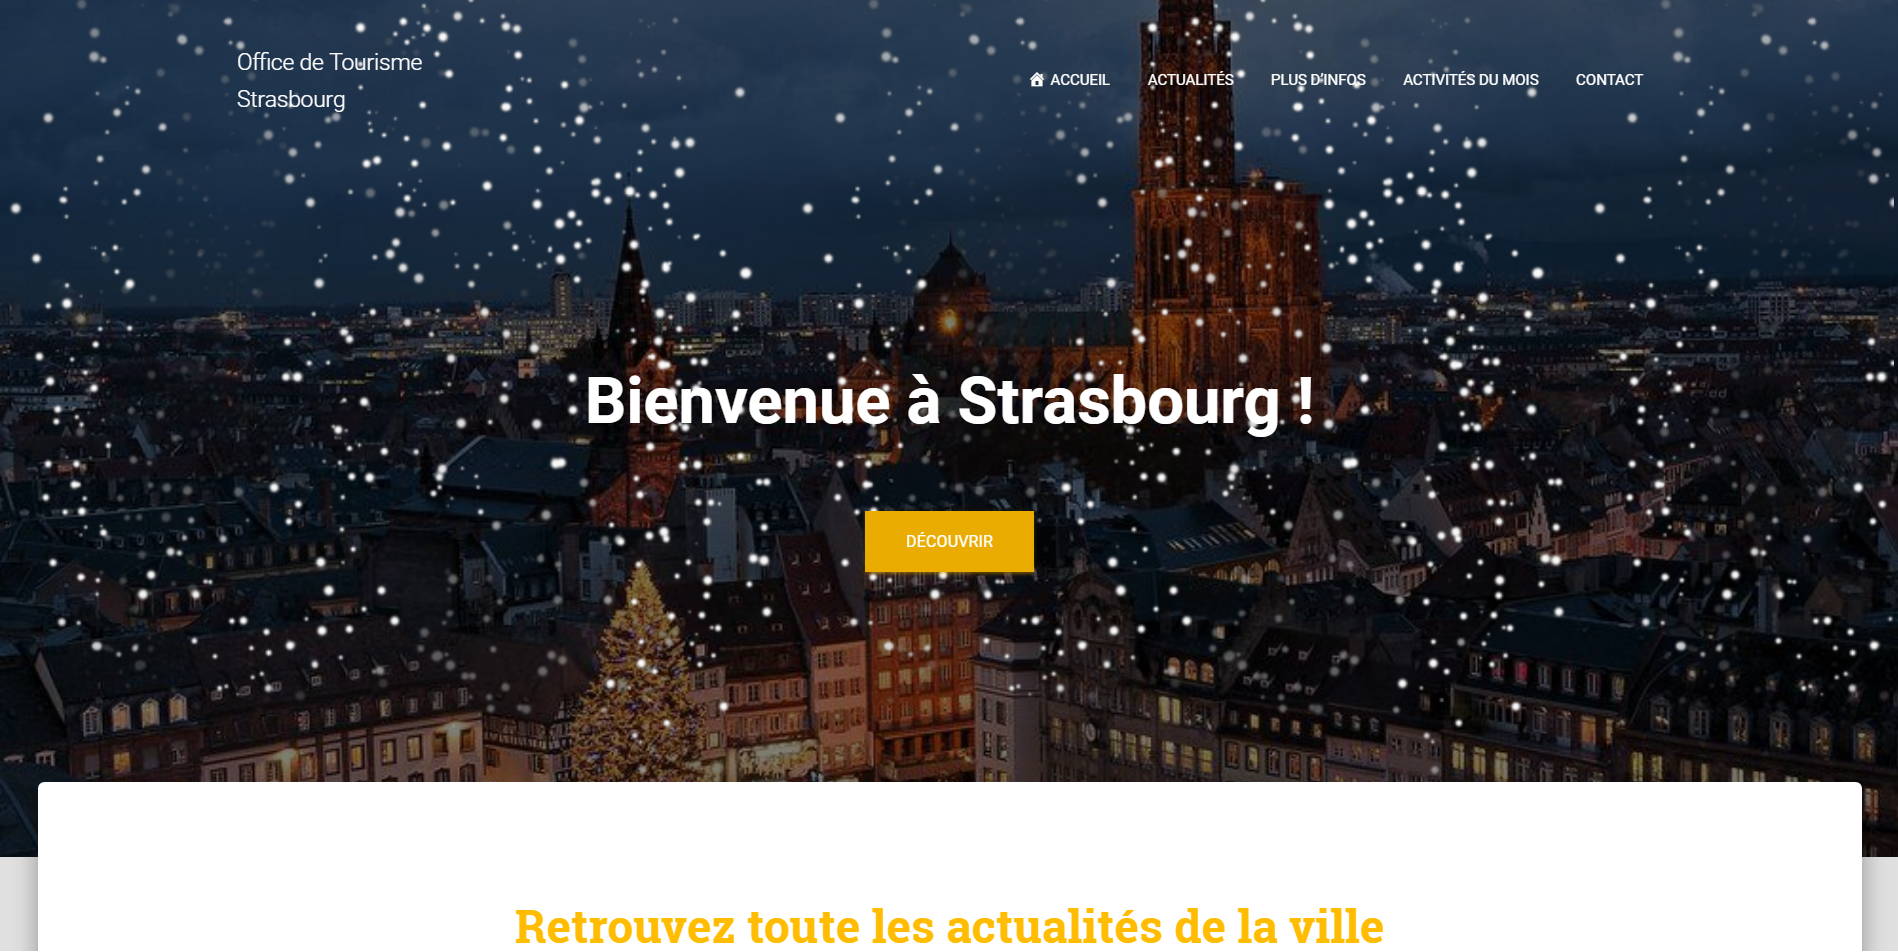 Office de Tourisme
Strasbourg
ACCUEIL
ACTUALITÉS
PLUS D'INFOS
ACTIVITÉS DU MOIS
CONTACT
Bienvenue à Strasbourg !
DÉCOUVRIR
Retrouvez toute les actualités de la ville